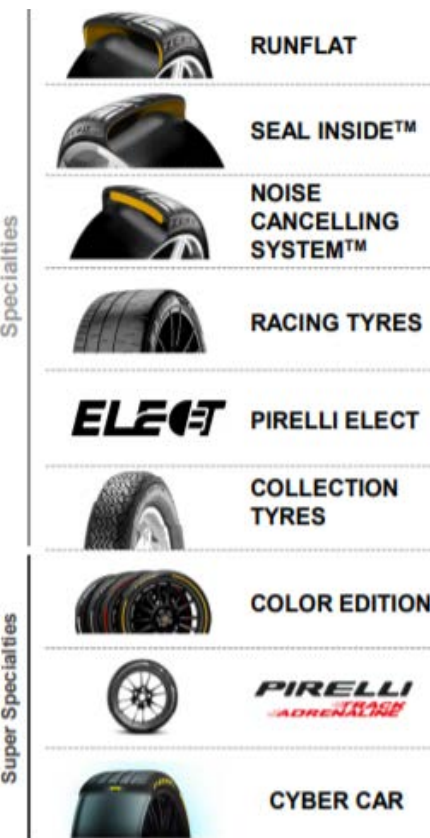 RUNFLAT
SEAL INSIDE™
NOISE
CANCELLING
SYSTEM™
Specialties
RACING TYRES
ELECT
PIRELLI ELECT
COLLECTION
TYRES
COLOR EDITION
Super Specialties
PIRELLI
TRACK
ADRENALINE
CYBER CAR